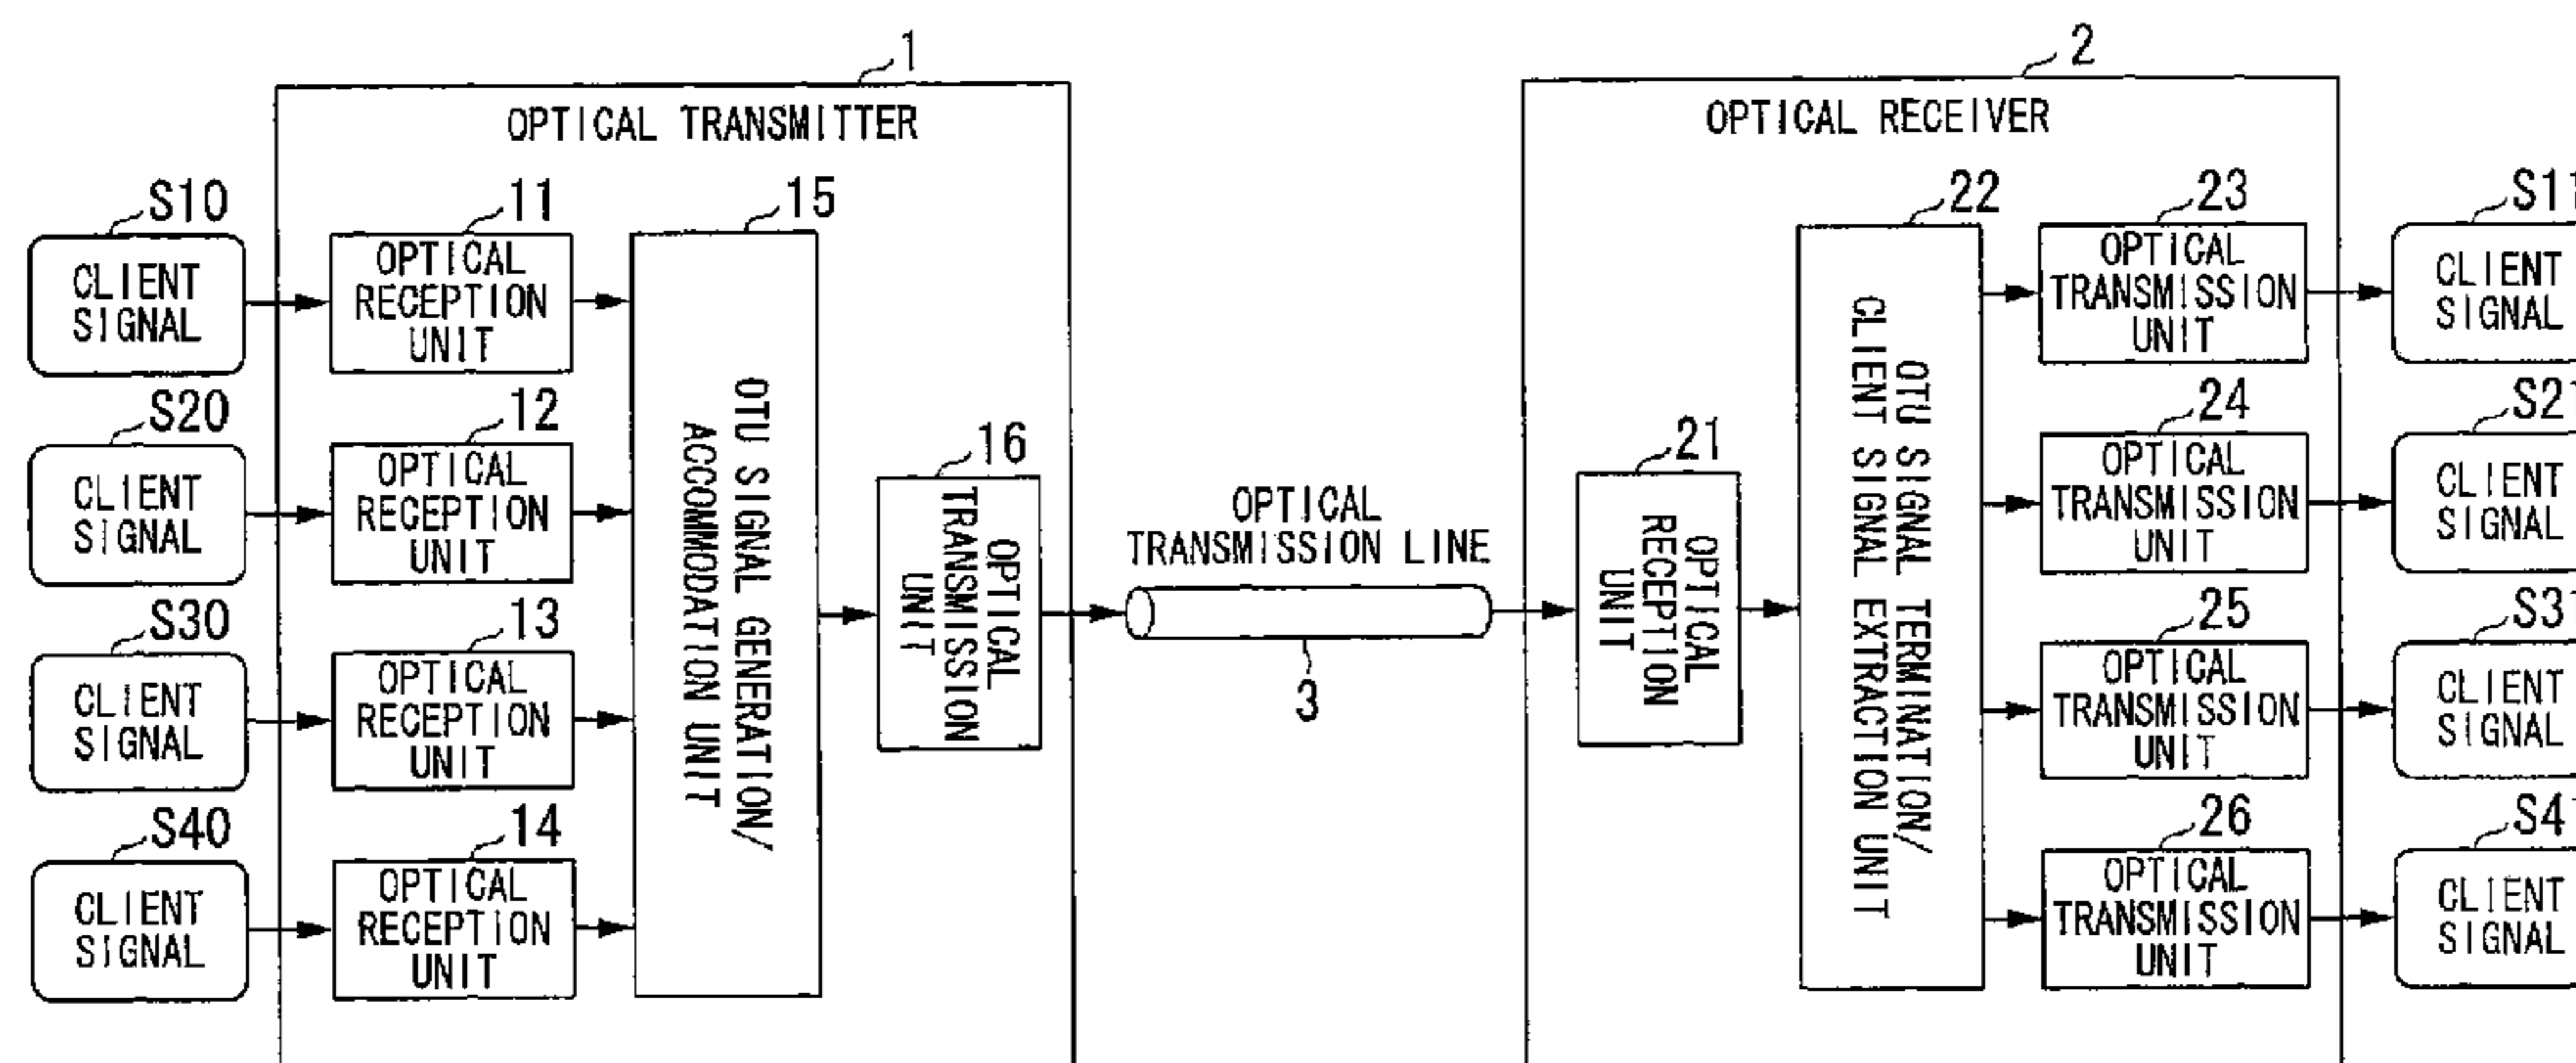 1
OPTICAL TRANSMITTER
S10
CLIENT
SIGNAL
11
OPTICAL
RECEPTION
UNIT
S20
CLIENT
SIGNAL
12
OPTICAL
RECEPTION
UNIT
S30
CLIENT
SIGNAL
13
OPTICAL
RECEPTION
UNIT
S40
CLIENT
SIGNAL
14
OPTICAL
RECEPTION
UNIT
15
OTU SIGNAL GENERATION/
ACCOMMODATION UNIT
16
OPTICAL
TRANSMISSION
UNIT
OPTICAL
TRANSMISSION LINE
3
2
OPTICAL RECEIVER
21
OPTICAL
RECEPTION
UNIT
22
OTU SIGNAL TERMINATION/
CLIENT SIGNAL EXTRACTION UNIT
23
OPTICAL
TRANSMISSION
UNIT
S11
CLIENT
SIGNAL
24
OPTICAL
TRANSMISSION
UNIT
S21
CLIENT
SIGNAL
25
OPTICAL
TRANSMISSION
UNIT
S31
CLIENT
SIGNAL
26
OPTICAL
TRANSMISSION
UNIT
S41
CLIENT
SIGNAL